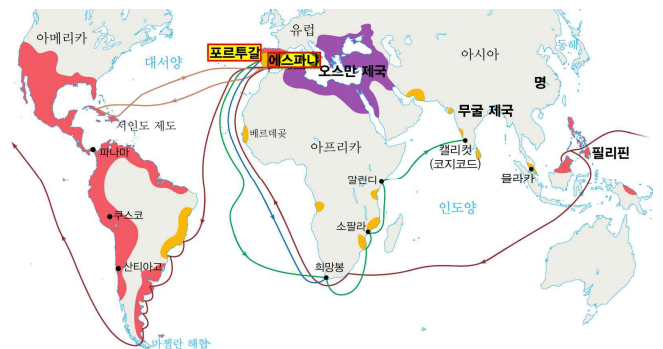 유럽
아메리카
포르투갈
에스파냐
아시아
동해
대서양
오스만 제국
명
무굴 제국
서인도 제도
베르데곶
아프리카
캘리컷
(코지코드)
필리핀
파나마
믈라카
말린디
인도양
쿠스코
소팔라
산티아고
희망봉
마젤란 해협